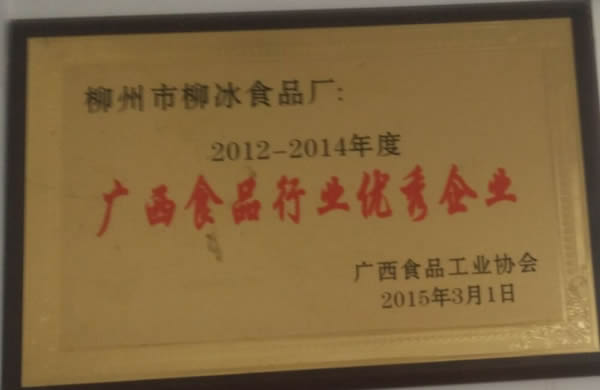 柳州市柳冰食品厂:
2012-2014年度
广西食品行业优秀企业
广西食品工业协会
2015年3月1日